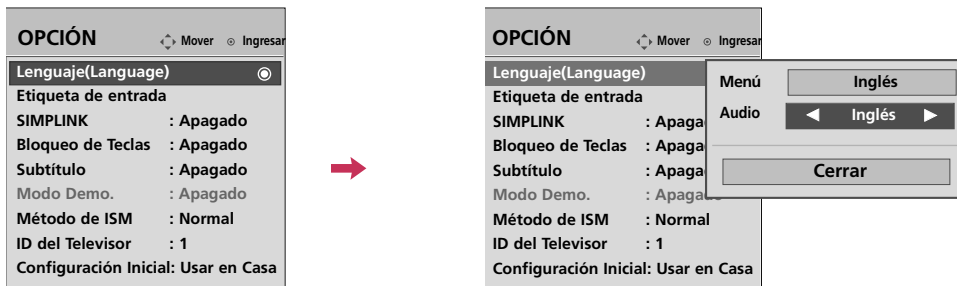 OPCIÓN Mover Ingresar
Lenguaje(Language)
Etiqueta de entrada
SIMPLINK : Apagado
Bloqueo de Teclas : Apagado
Subtítulo : Apagado
Modo Demo. : Apagado
Método de ISM : Normal
ID del Televisor : 1
Configuración Inicial: Usar en Casa
OPCIÓN Mover Ingresar
Lenguaje(Language)
Etiqueta de entrada
SIMPLINK : Apaga
Bloqueo de Teclas : Apaga
Subtítulo : Apaga
Modo Demo. : Apagado
Método de ISM : Normal
ID del Televisor : 1
Configuración Inicial: Usar en Casa
Menú Inglés
Audio ◀ Inglés ▶
Cerrar